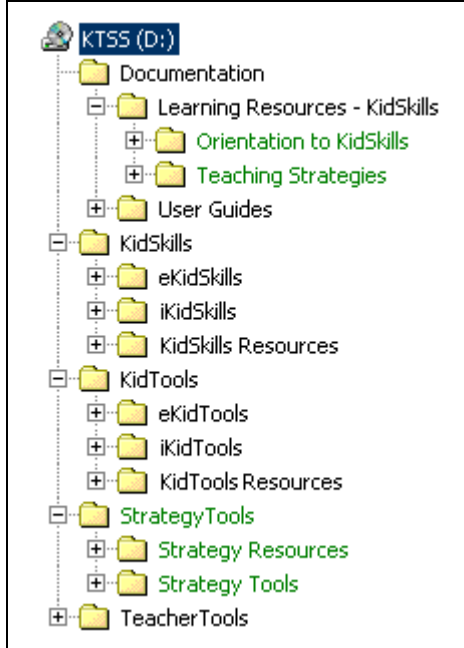 KTSS (D:)
Documentation
Learning Resources - KidSkills
Orientation to KidSkills
Teaching Strategies
User Guides
KidSkills
eKidSkills
iKidSkills
KidSkills Resources
KidTools
eKidTools
iKidTools
KidTools Resources
StrategyTools
Strategy Resources
Strategy Tools
TeacherTools